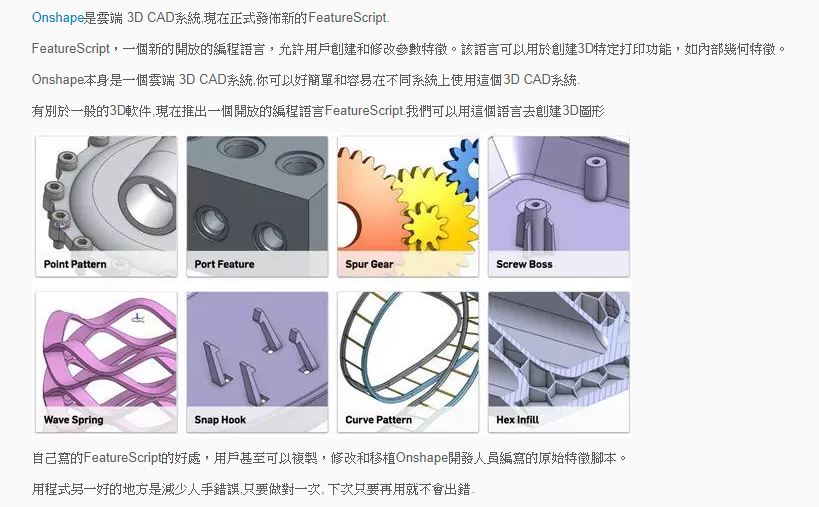 Onshape是雲端 3D CAD系統,現在正式發佈新的FeatureScript.
FeatureScript，一個新的開放的編程語言，允許用戶創建和修改參數特徵。該語言可以用於創建3D特定打印功能，如內部幾何特徵。
Onshape本身是一個雲端 3D CAD系統,你可以好簡單和容易在不同系統上使用這個3D CAD系統.
有別於一般的3D軟件,現在推出一個開放的編程語言FeatureScript.我們可以用這個語言去創建3D圖形
Point Pattern
Port Feature
Spur Gear
Screw Boss
Wave Spring
Snap Hook
Curve Pattern
Hex Infill
自己寫的FeatureScript的好處，用戶甚至可以複製，修改和移植Onshape開發人員編寫的原始特徵腳本。
用程式另一好的地方是減少人手錯誤,只要做對一次, 下次只要再用就不會出錯.